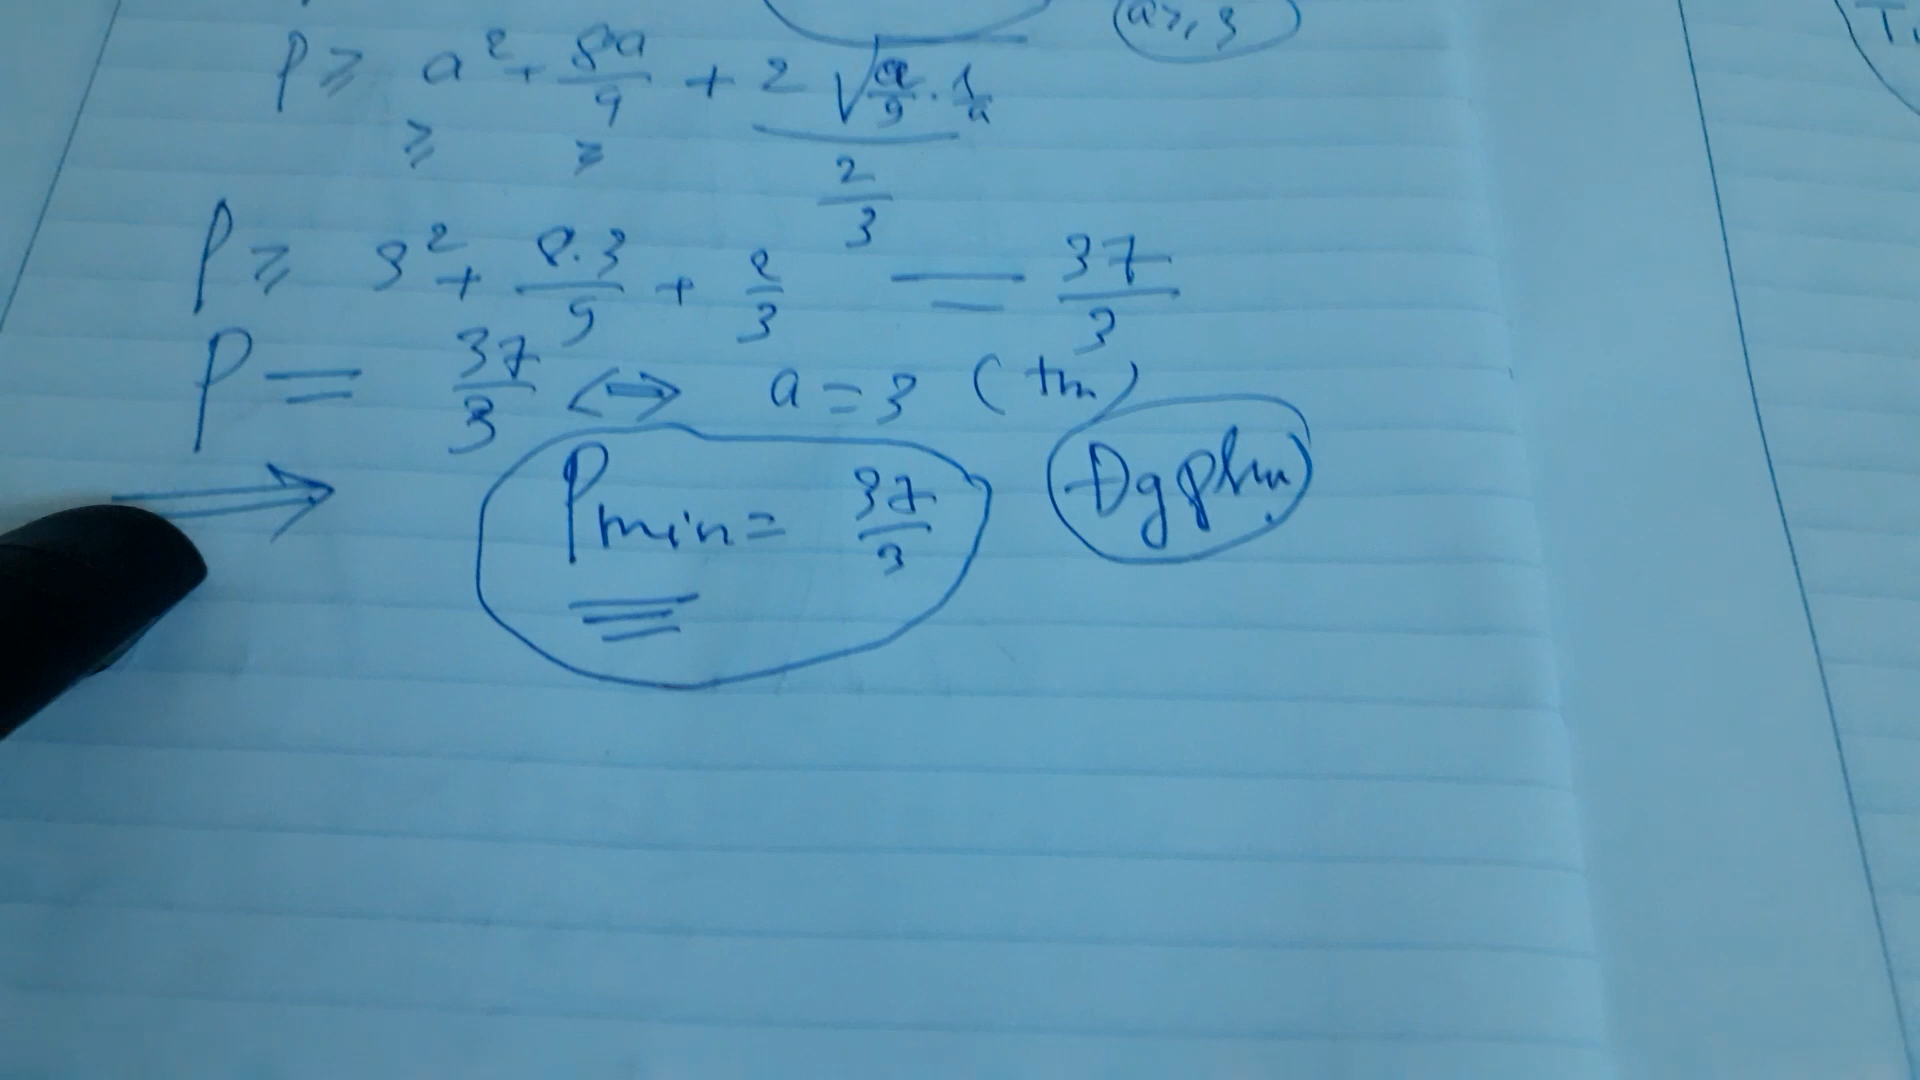 a ≥, 3
P ≥ a² + 8a/9 + 2 √(a/9 . 1/a)
≥ ≥ 2/3
P ≥ 3² + 8.3/9 + 2/3 = 37/3
P = 37/3 <=> a = 3 (tm)
=> Pmin = 37/3